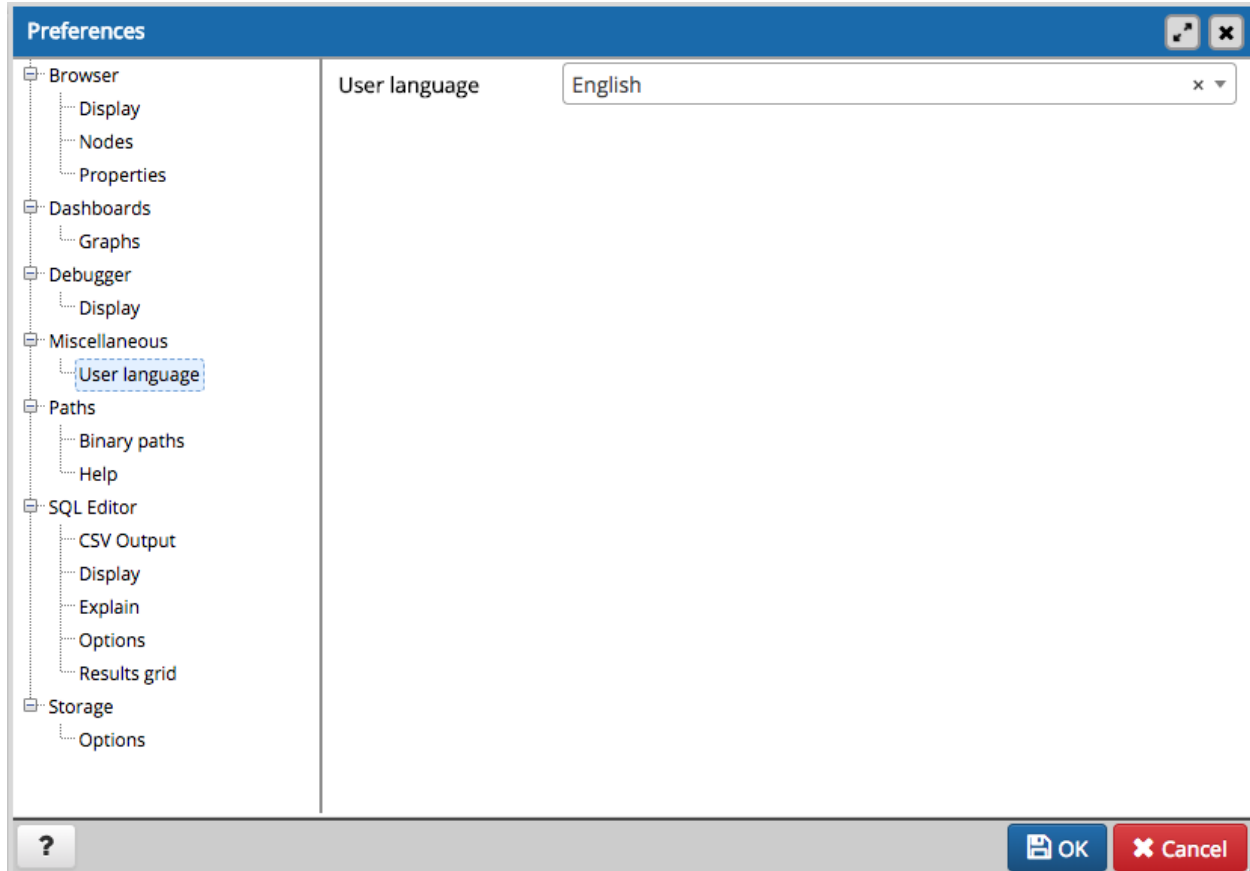 Preferences
Browser
Display
Nodes
Properties
Dashboards
Graphs
Debugger
Display
Miscellaneous
User language
Paths
Binary paths
Help
SQL Editor
CSV Output
Display
Explain
Options
Results grid
Storage
Options
User language English
? OK Cancel